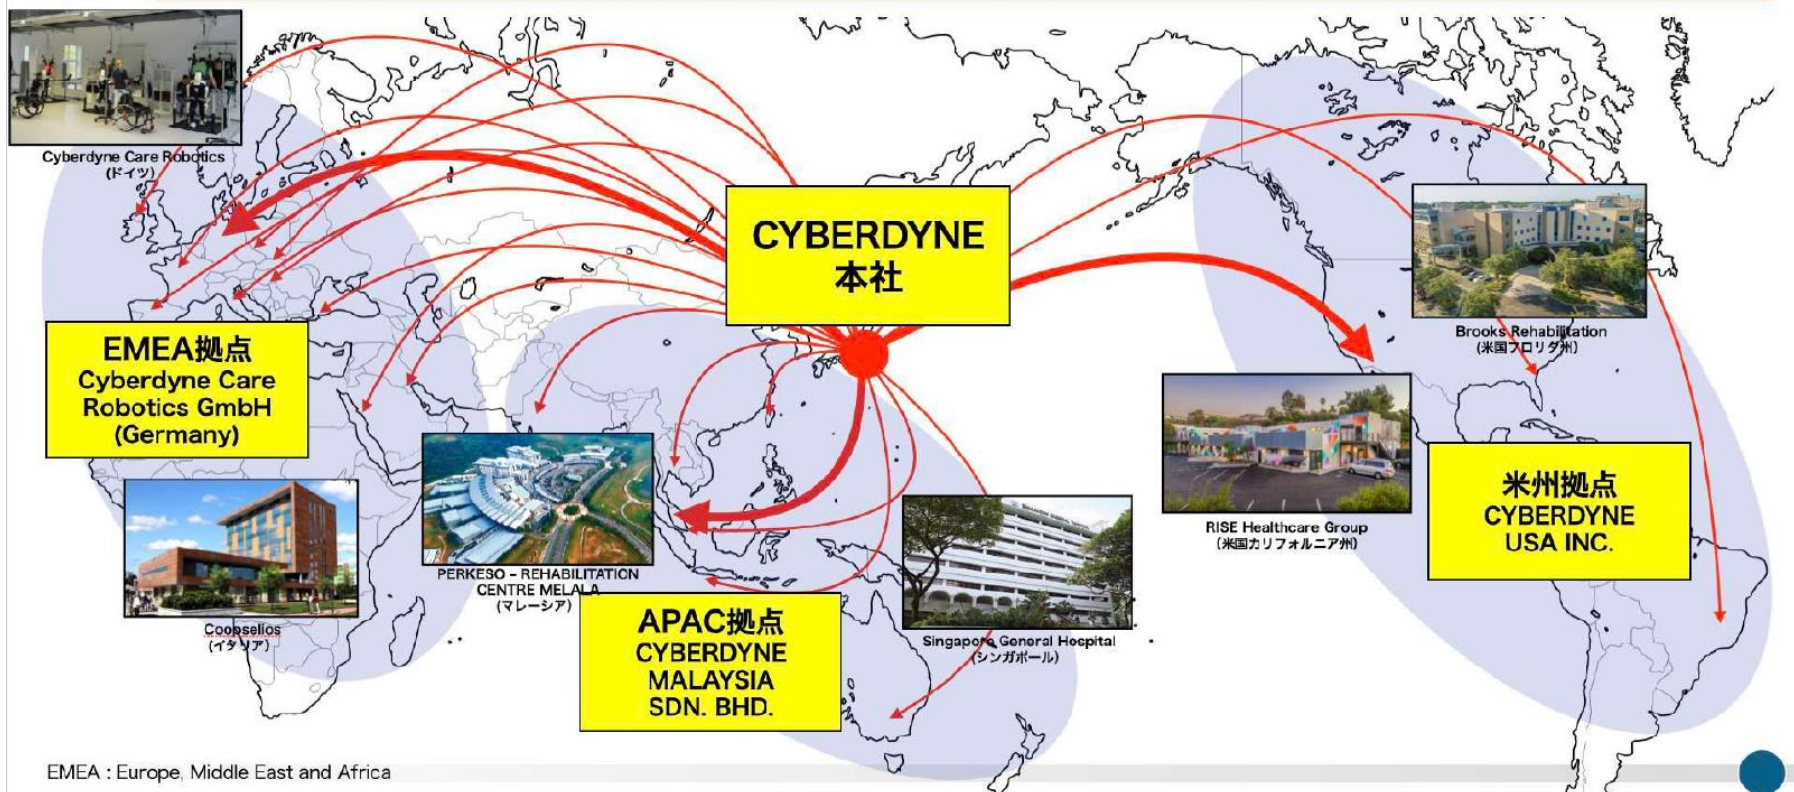 Cyberdyne Care Robotics
(ドイツ)
CYBERDYNE
本社
Brooks Rehabilitation
(米国フロリダ州)
EMEA拠点
Cyberdyne Care
Robotics GmbH
(Germany)
RISE Healthcare Group
(米国カリフォルニア州)
米州拠点
CYBERDYNE
USA INC.
PERKESO - REHABILITATION
CENTRE MELALA
(マレーシア)
Coopselios
(イタリア)
APAC拠点
CYBERDYNE
MALAYSIA
SDN. BHD.
Singapore General Hospital
(シンガポール)
EMEA : Europe, Middle East and Africa